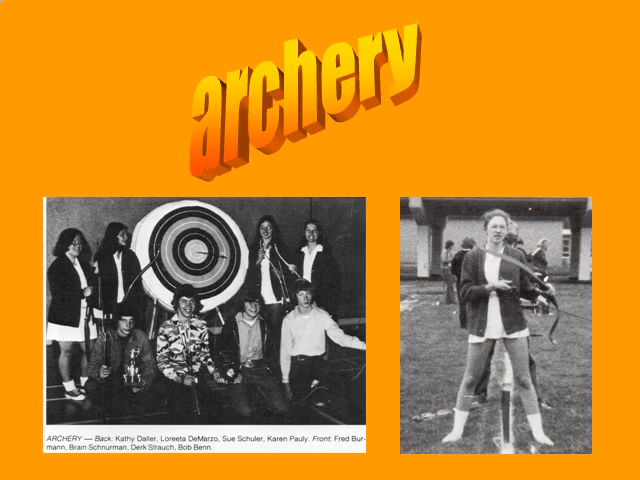 archery
ARCHERY — Back: Kathy Daller, Loreeta DeMarzo, Sue Schuler, Karen Pauly. Front: Fred Bur-
mann, Brain Schnurman, Derk Strauch, Bob Benn.